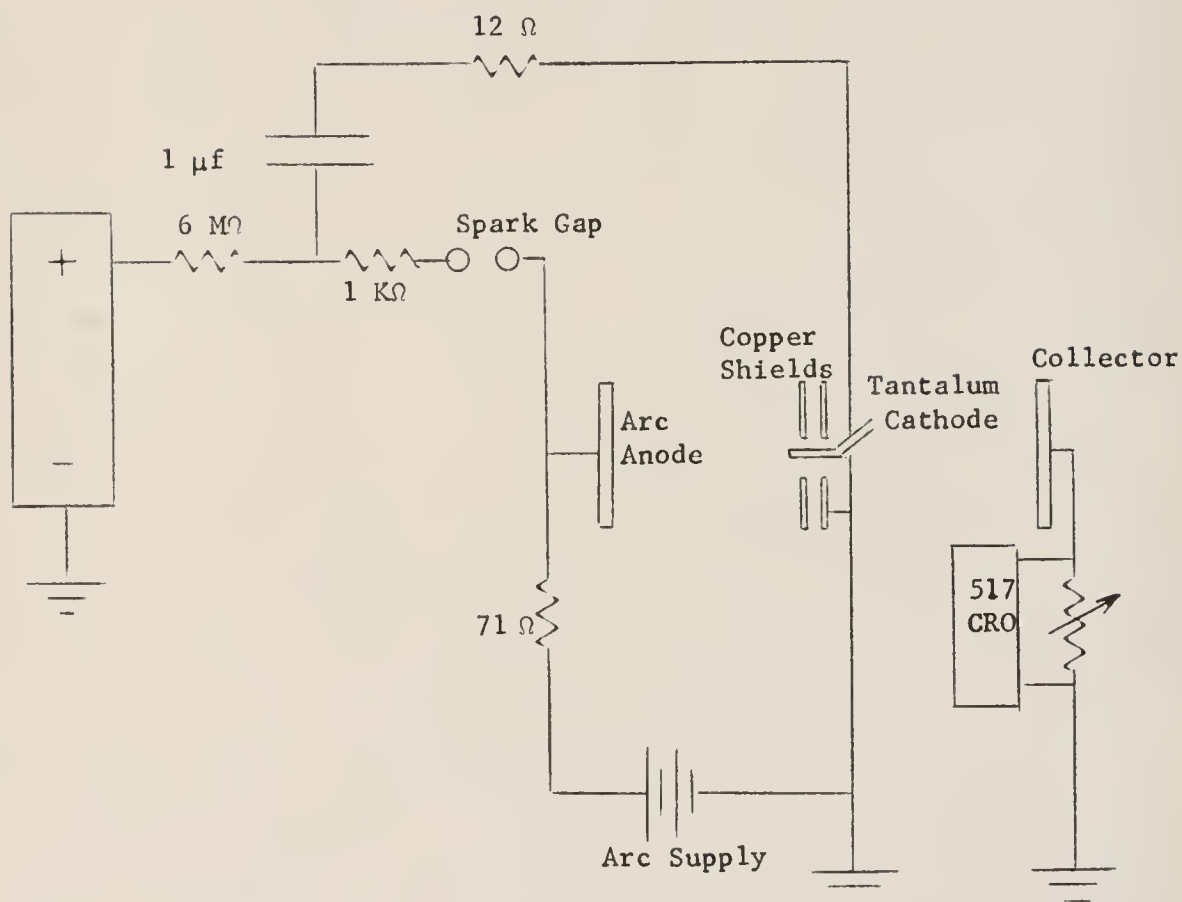 12 Ω
1 μf
6 MΩ
Spark Gap
+
1 KΩ
Copper
Shields
Collector
Tantalum
Cathode
Arc
Anode
−
517
CRO
71 Ω
Arc Supply